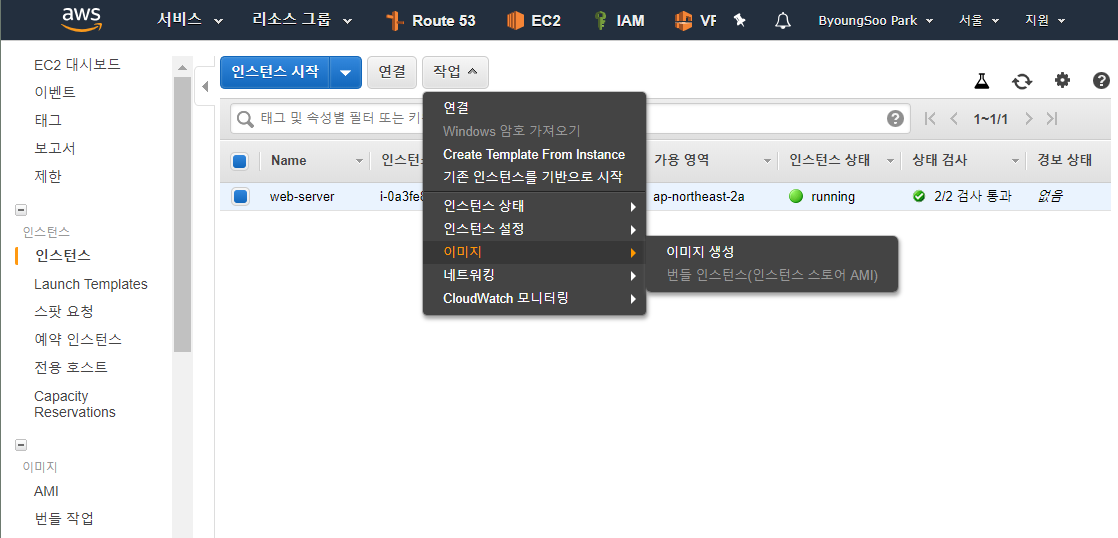 aws 서비스 리소스 그룹 Route 53 EC2 IAM VP ByoungSoo Park 서울 지원
EC2 대시보드
이벤트
태그
보고서
제한
인스턴스
인스턴스
Launch Templates
스팟 요청
예약 인스턴스
전용 호스트
Capacity
Reservations
이미지
AMI
번들 작업
인스턴스 시작 연결 작업
태그 및 속성별 필터 또는 키 1~1/1
Name 인스턴스 가용 영역 인스턴스 상태 상태 검사 경보 상태
web-server i-0a3fe8 ap-northeast-2a running 2/2 검사 통과 없음
연결
Windows 암호 가져오기
Create Template From Instance
기존 인스턴스를 기반으로 시작
인스턴스 상태
인스턴스 설정
이미지
네트워킹
CloudWatch 모니터링
이미지 생성
번들 인스턴스(인스턴스 스토어 AMI)